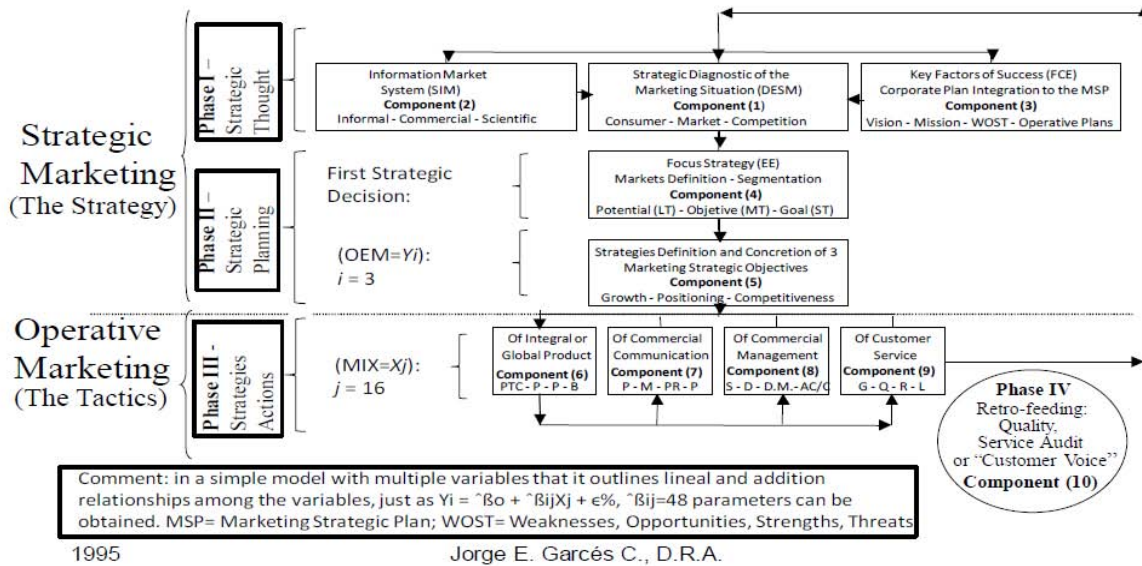 Strategic
Marketing
(The Strategy)
Phase I –
Strategic
Thought
Information Market
System (SIM)
Component (2)
Informal - Commercial - Scientific
Strategic Diagnostic of the
Marketing Situation (DESM)
Component (1)
Consumer - Market - Competition
Key Factors of Success (FCE)
Corporate Plan Integration to the MSP
Component (3)
Vision - Mission - WOST - Operative Plans
Phase II –
Strategic
Planning
First Strategic
Decision:
Focus Strategy (EE)
Markets Definition - Segmentation
Component (4)
Potential (LT) - Objetive (MT) - Goal (ST)
(OEM=Yi):
i = 3
Strategies Definition and Concretion of 3
Marketing Strategic Objectives
Component (5)
Growth - Positioning - Competitiveness
Operative
Marketing
(The Tactics)
Phase III -
Strategies
Actions
(MIX=Xj):
j = 16
Of Integral or
Global Product
Component (6)
PTC - P - P - B
Of Commercial
Communication
Component (7)
P - M - PR - P
Of Commercial
Management
Component (8)
S - D - D.M.- AC/C
Of Customer
Service
Component (9)
G - Q - R - L
Phase IV
Retro-feeding:
Quality,
Service Audit
or “Customer Voice”
Component (10)
Comment: in a simple model with multiple variables that it outlines lineal and addition
relationships among the variables, just as Yi = ˆßo + ˆßijXj + є%, ˆßij=48 parameters can be
obtained. MSP= Marketing Strategic Plan; WOST= Weaknesses, Opportunities, Strengths, Threats
1995
Jorge E. Garcés C., D.R.A.